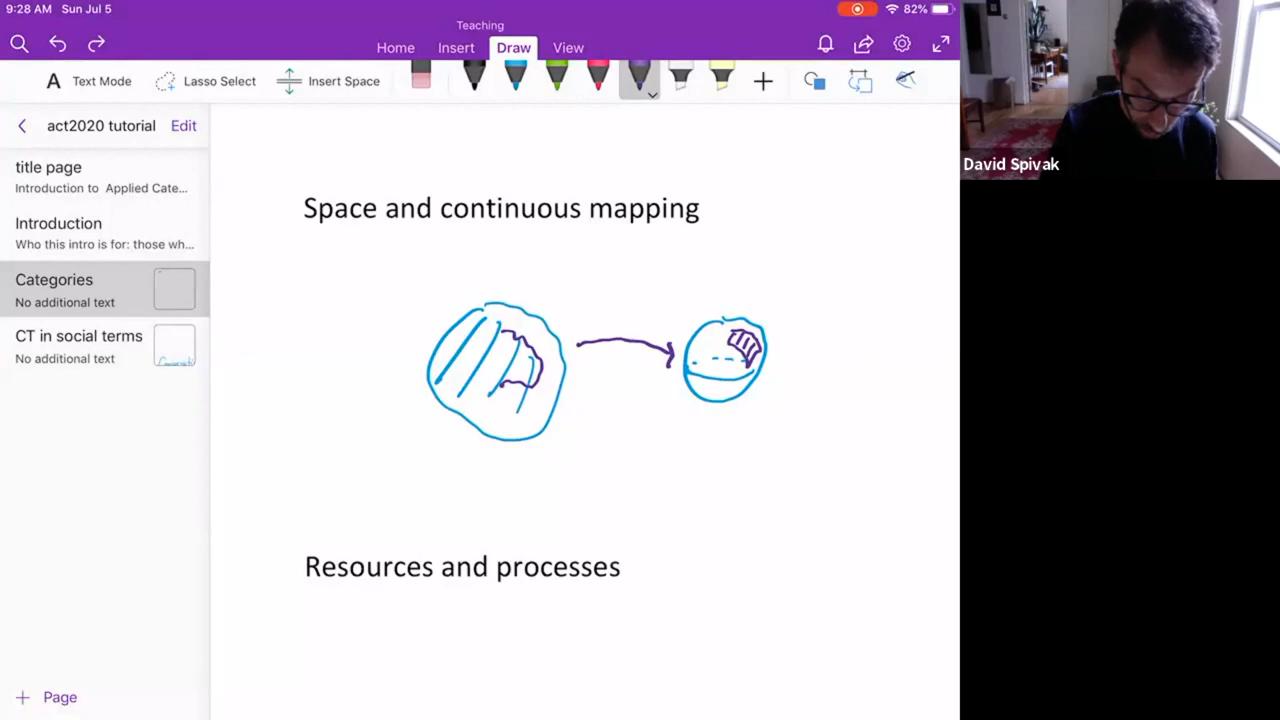 9:28 AM Sun Jul 5
82%
Teaching
Home Insert Draw View
A Text Mode Lasso Select Insert Space
act2020 tutorial Edit
title page
Introduction to Applied Cate...
Introduction
Who this intro is for: those wh...
Categories
No additional text
CT in social terms
No additional text
Page
Space and continuous mapping
Resources and processes
David Spivak